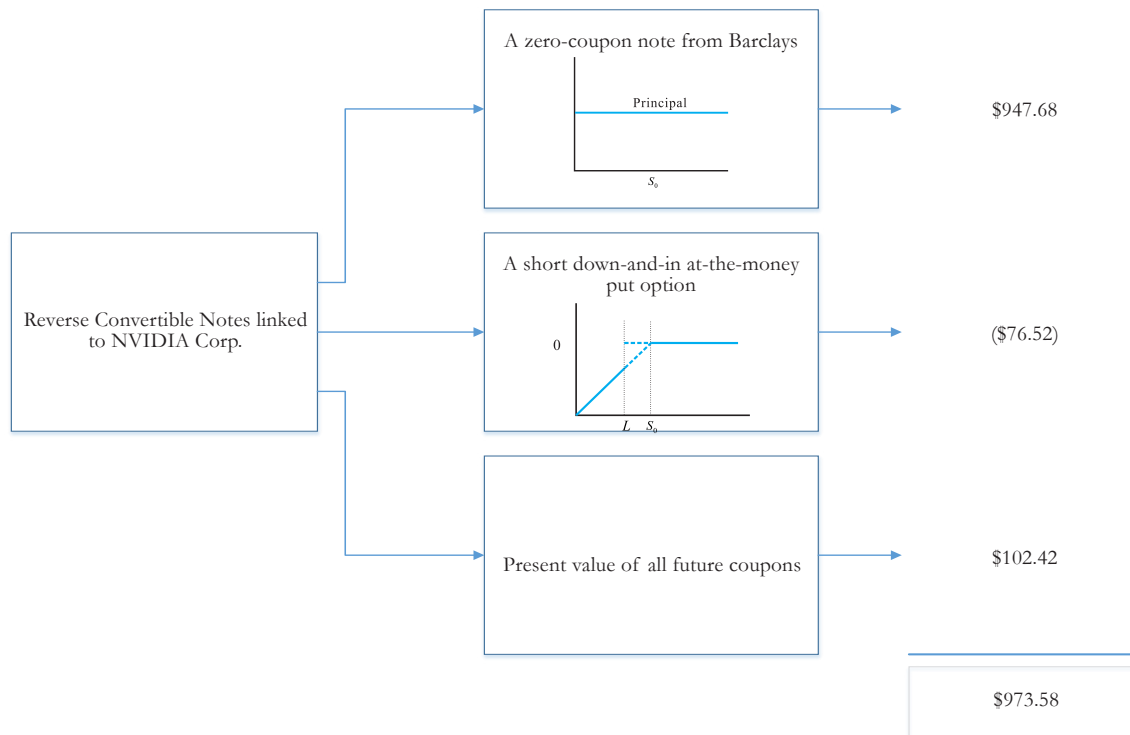 A zero-coupon note from Barclays
Principal
S₀
$947.68
Reverse Convertible Notes linked
to NVIDIA Corp.
A short down-and-in at-the-money
put option
0
L S₀
($76.52)
Present value of all future coupons
$102.42
$973.58